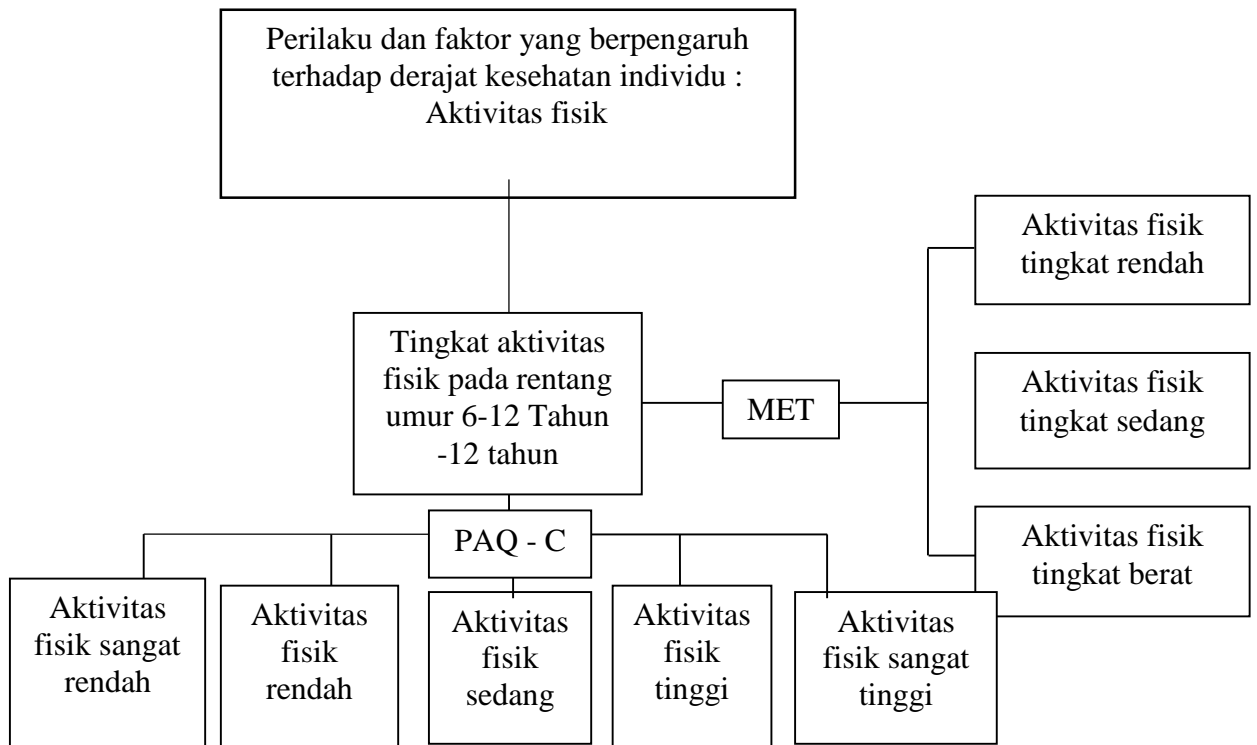 Perilaku dan faktor yang berpengaruh
terhadap derajat kesehatan individu :
Aktivitas fisik
Aktivitas fisik
tingkat rendah
Tingkat aktivitas
fisik pada rentang
umur 6-12 Tahun
-12 tahun
MET
Aktivitas fisik
tingkat sedang
PAQ - C
Aktivitas fisik
tingkat berat
Aktivitas
fisik sangat
rendah
Aktivitas
fisik
rendah
Aktivitas
fisik
sedang
Aktivitas
fisik
tinggi
Aktivitas
fisik sangat
tinggi